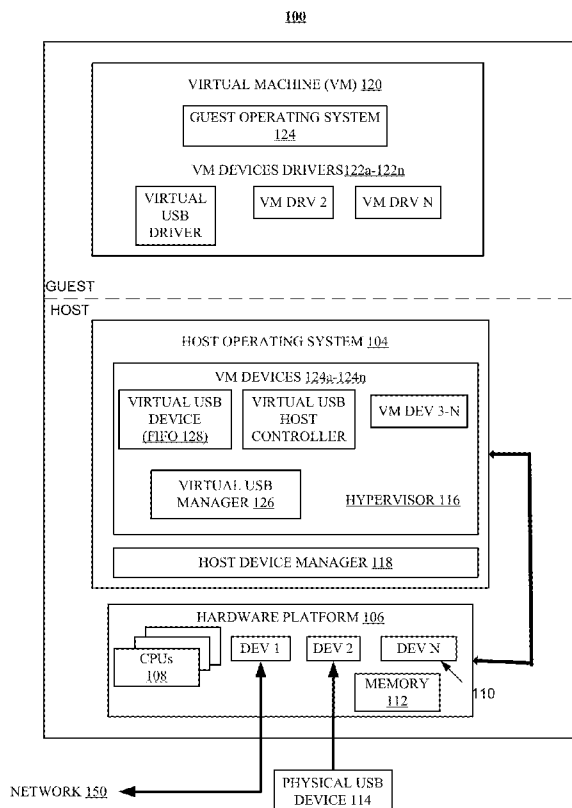 100
VIRTUAL MACHINE (VM) 120
GUEST OPERATING SYSTEM
124
VM DEVICES DRIVERS122a-122n
VIRTUAL
USB
DRIVER
VM DRV 2
VM DRV N
GUEST
HOST
HOST OPERATING SYSTEM 104
VM DEVICES 124a-124n
VIRTUAL USB
DEVICE
(FIFO 128)
VIRTUAL USB
HOST
CONTROLLER
VM DEV 3-N
VIRTUAL USB
MANAGER 126
HYPERVISOR 116
HOST DEVICE MANAGER 118
HARDWARE PLATFORM 106
CPUs
108
DEV 1
DEV 2
DEV N
110
MEMORY
112
NETWORK 150
PHYSICAL USB
DEVICE 114